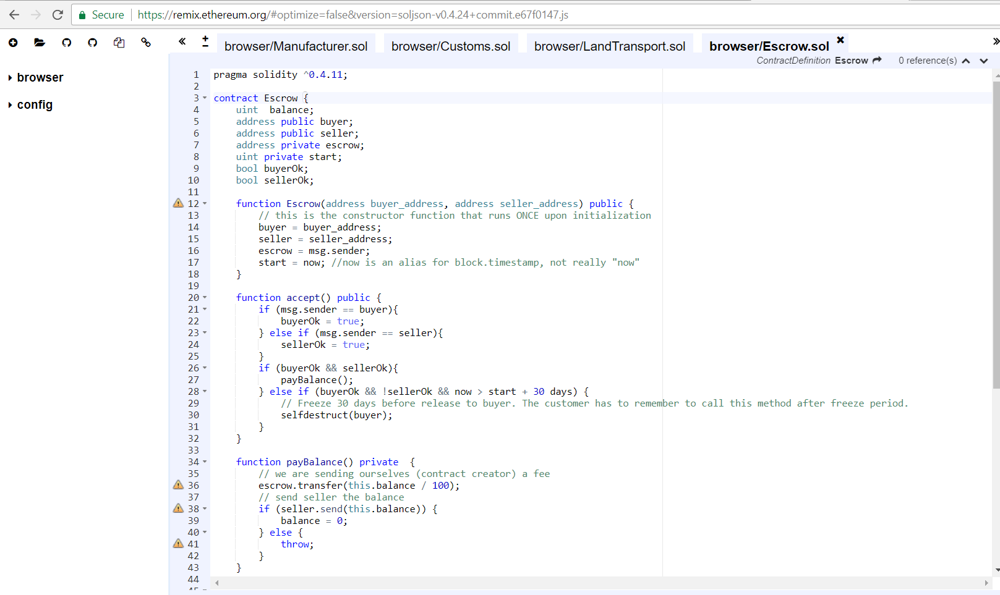 Secure https://remix.ethereum.org/#optimize=false&version=soljson-v0.4.24+commit.e67f0147.js
browser/Manufacturer.sol browser/Customs.sol browser/LandTransport.sol browser/Escrow.sol
ContractDefinition Escrow 0 reference(s)
browser
config
1 pragma solidity ^0.4.11;
2
3 contract Escrow {
4 uint  balance;
5 address public buyer;
6 address public seller;
7 address private escrow;
8 uint private start;
9 bool buyerOk;
10 bool sellerOk;
11
12 function Escrow(address buyer_address, address seller_address) public {
13 // this is the constructor function that runs ONCE upon initialization
14 buyer = buyer_address;
15 seller = seller_address;
16 escrow = msg.sender;
17 start = now; //now is an alias for block.timestamp, not really "now"
18 }
19
20 function accept() public {
21 if (msg.sender == buyer){
22 buyerOk = true;
23 } else if (msg.sender == seller){
24 sellerOk = true;
25 }
26 if (buyerOk && sellerOk){
27 payBalance();
28 } else if (buyerOk && !sellerOk && now > start + 30 days) {
29 // Freeze 30 days before release to buyer. The customer has to remember to call this method after freeze period.
30 selfdestruct(buyer);
31 }
32 }
33
34 function payBalance() private  {
35 // we are sending ourselves (contract creator) a fee
36 escrow.transfer(this.balance / 100);
37 // send seller the balance
38 if (seller.send(this.balance)) {
39 balance = 0;
40 } else {
41 throw;
42 }
43 }
44